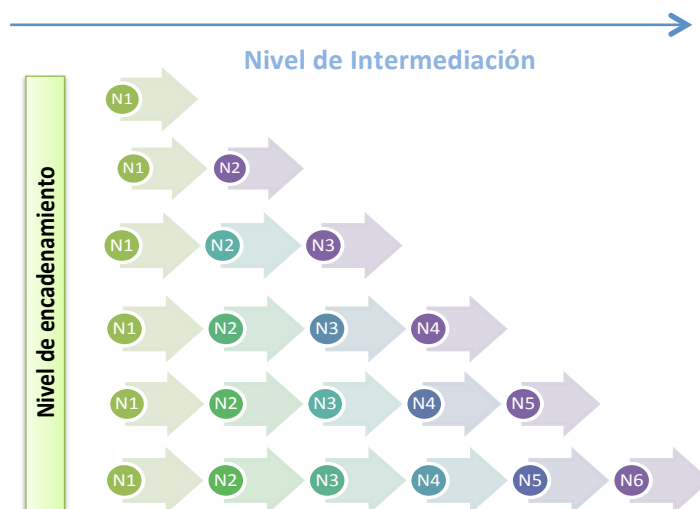 Nivel de Intermediación
Nivel de encadenamiento
N1
N1 N2
N1 N2 N3
N1 N2 N3 N4
N1 N2 N3 N4 N5
N1 N2 N3 N4 N5 N6